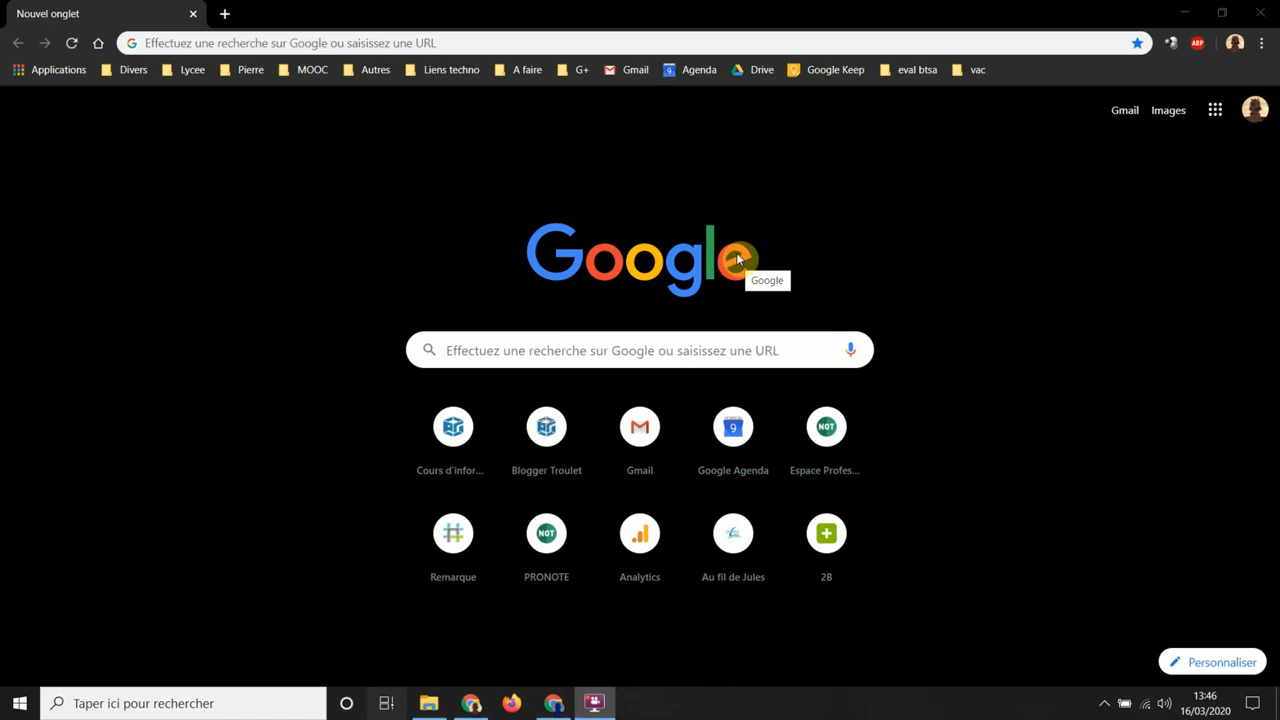 Nouvel onglet
Effectuez une recherche sur Google ou saisissez une URL
ABP
Applications Divers Lycee Pierre MOOC Autres Liens techno A faire G+ Gmail 9 Agenda Drive Google Keep eval btsa vac
Gmail Images
Google
Google
Effectuez une recherche sur Google ou saisissez une URL
9 NOT
Cours d'infor... Blogger Troulet Gmail Google Agenda Espace Profes...
NOT
Remarque PRONOTE Analytics Au fil de Jules 2B
Personnaliser
Taper ici pour rechercher
13:46
16/03/2020